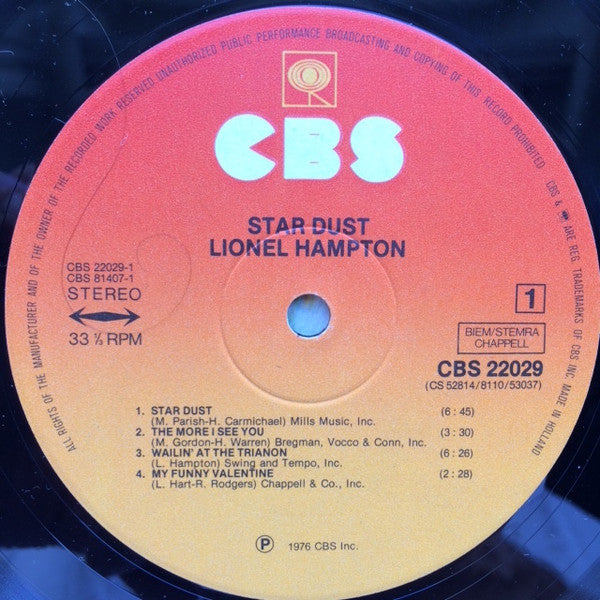 ALL RIGHTS OF THE MANUFACTURER AND OF THE OWNER OF THE RECORDED WORK RESERVED UNAUTHORIZED PUBLIC PERFORMANCE BROADCASTING AND COPYING OF THIS RECORD PROHIBITED. CBS & ARE REG. TRADEMARKS OF CBS INC. MADE IN HOLLAND
CBS
STAR DUST
LIONEL HAMPTON
CBS 22029-1
CBS 81407-1
STEREO
33 ⅓ RPM
1
BIEM/STEMRA
CHAPPELL
CBS 22029
(CS 52814/8110/53037)
1. STAR DUST (6 : 45)
(M. Parish-H. Carmichael) Mills Music, Inc.
2. THE MORE I SEE YOU (3 : 30)
(M. Gordon-H. Warren) Bregman, Vocco & Conn, Inc.
3. WAILIN' AT THE TRIANON (6 : 26)
(L. Hampton) Swing and Tempo, Inc.
4. MY FUNNY VALENTINE (2 : 28)
(L. Hart-R. Rodgers) Chappell & Co., Inc.
Ⓟ 1976 CBS Inc.